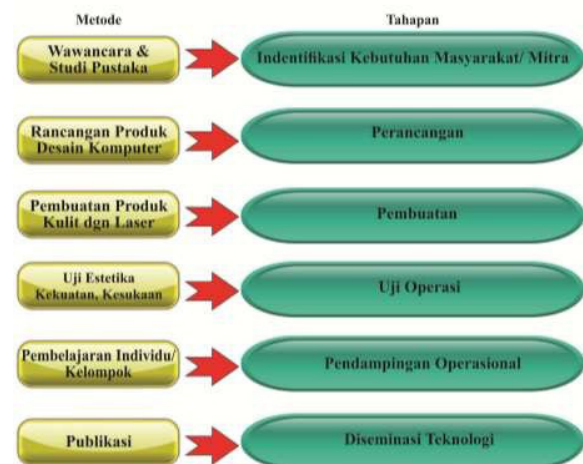 Metode
Tahapan
Wawancara &
Studi Pustaka
Indentifikasi Kebutuhan Masyarakat/ Mitra
Rancangan Produk
Desain Komputer
Perancangan
Pembuatan Produk
Kulit dgn Laser
Pembuatan
Uji Estetika
Kekuatan, Kesukaan
Uji Operasi
Pembelajaran Individu/
Kelompok
Pendampingan Operasional
Publikasi
Diseminasi Teknologi